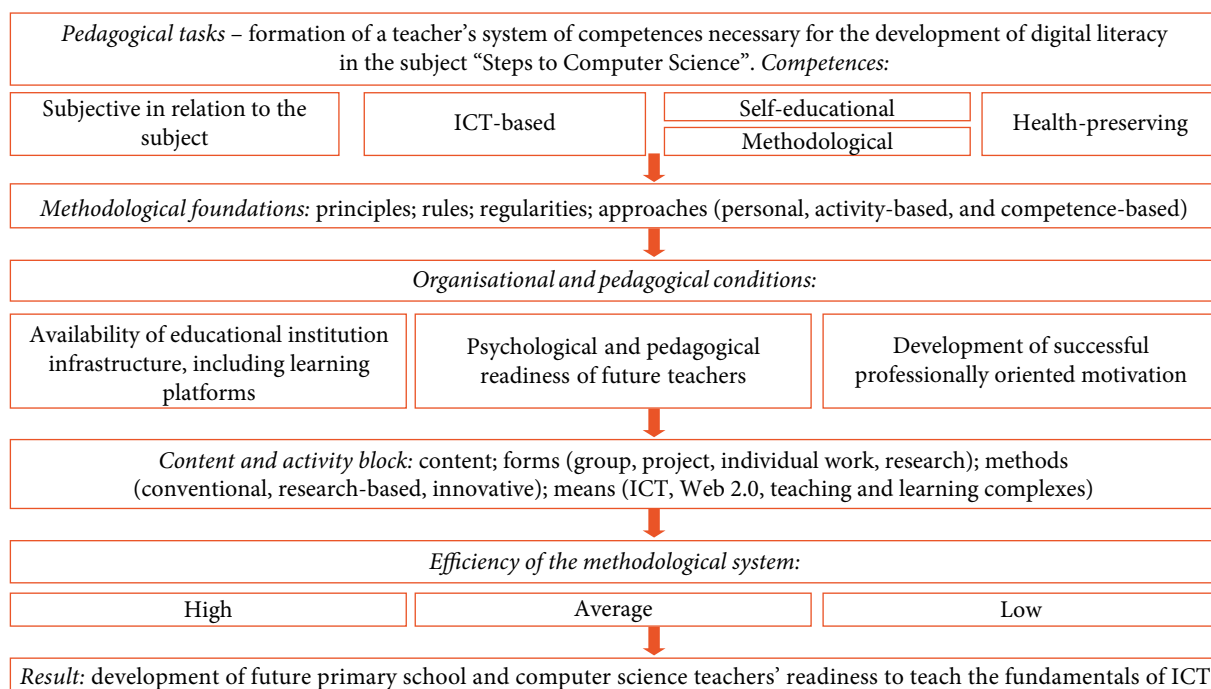 Pedagogical tasks – formation of a teacher's system of competences necessary for the development of digital literacy
in the subject “Steps to Computer Science”. Competences:
Subjective in relation to the
subject
ICT-based
Self-educational
Methodological
Health-preserving
Methodological foundations: principles; rules; regularities; approaches (personal, activity-based, and competence-based)
Organisational and pedagogical conditions:
Availability of educational institution
infrastructure, including learning
platforms
Psychological and pedagogical
readiness of future teachers
Development of successful
professionally oriented motivation
Content and activity block: content; forms (group, project, individual work, research); methods
(conventional, research-based, innovative); means (ICT, Web 2.0, teaching and learning complexes)
Efficiency of the methodological system:
High
Average
Low
Result: development of future primary school and computer science teachers' readiness to teach the fundamentals of ICT